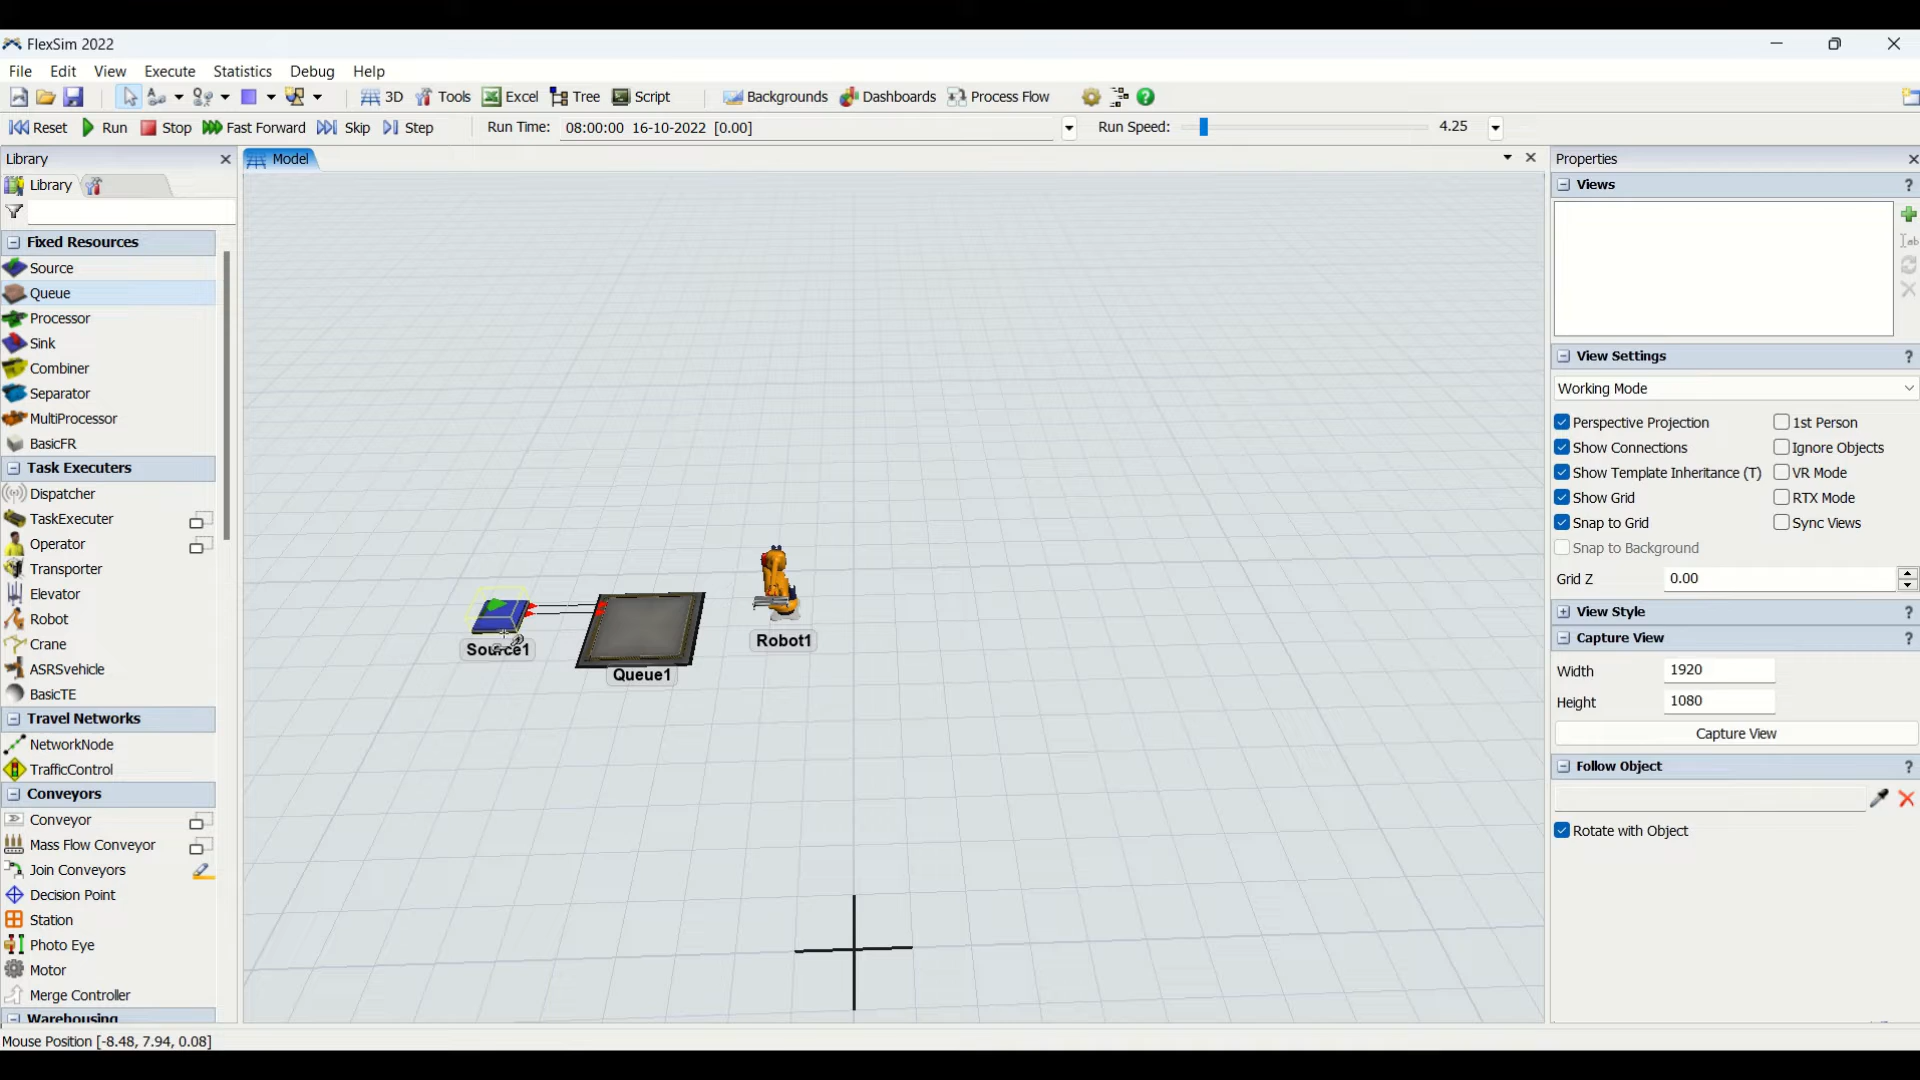 FlexSim 2022
File Edit View Execute Statistics Debug Help
3D Tools Excel Tree Script Backgrounds Dashboards Process Flow
Reset Run Stop Fast Forward Skip Step Run Time: 08:00:00 16-10-2022 [0.00] Run Speed: 4.25
Library
Library
Fixed Resources
Source
Queue
Processor
Sink
Combiner
Separator
MultiProcessor
BasicFR
Task Executers
Dispatcher
TaskExecuter
Operator
Transporter
Elevator
Robot
Crane
ASRSvehicle
BasicTE
Travel Networks
NetworkNode
TrafficControl
Conveyors
Conveyor
Mass Flow Conveyor
Join Conveyors
Decision Point
Station
Photo Eye
Motor
Merge Controller
Warehousing
Model
Source1
Queue1
Robot1
Properties
Views
View Settings
Working Mode
Perspective Projection 1st Person
Show Connections Ignore Objects
Show Template Inheritance (T) VR Mode
Show Grid RTX Mode
Snap to Grid Sync Views
Snap to Background
Grid Z 0.00
View Style
Capture View
Width 1920
Height 1080
Capture View
Follow Object
Rotate with Object
Mouse Position [-8.48, 7.94, 0.08]